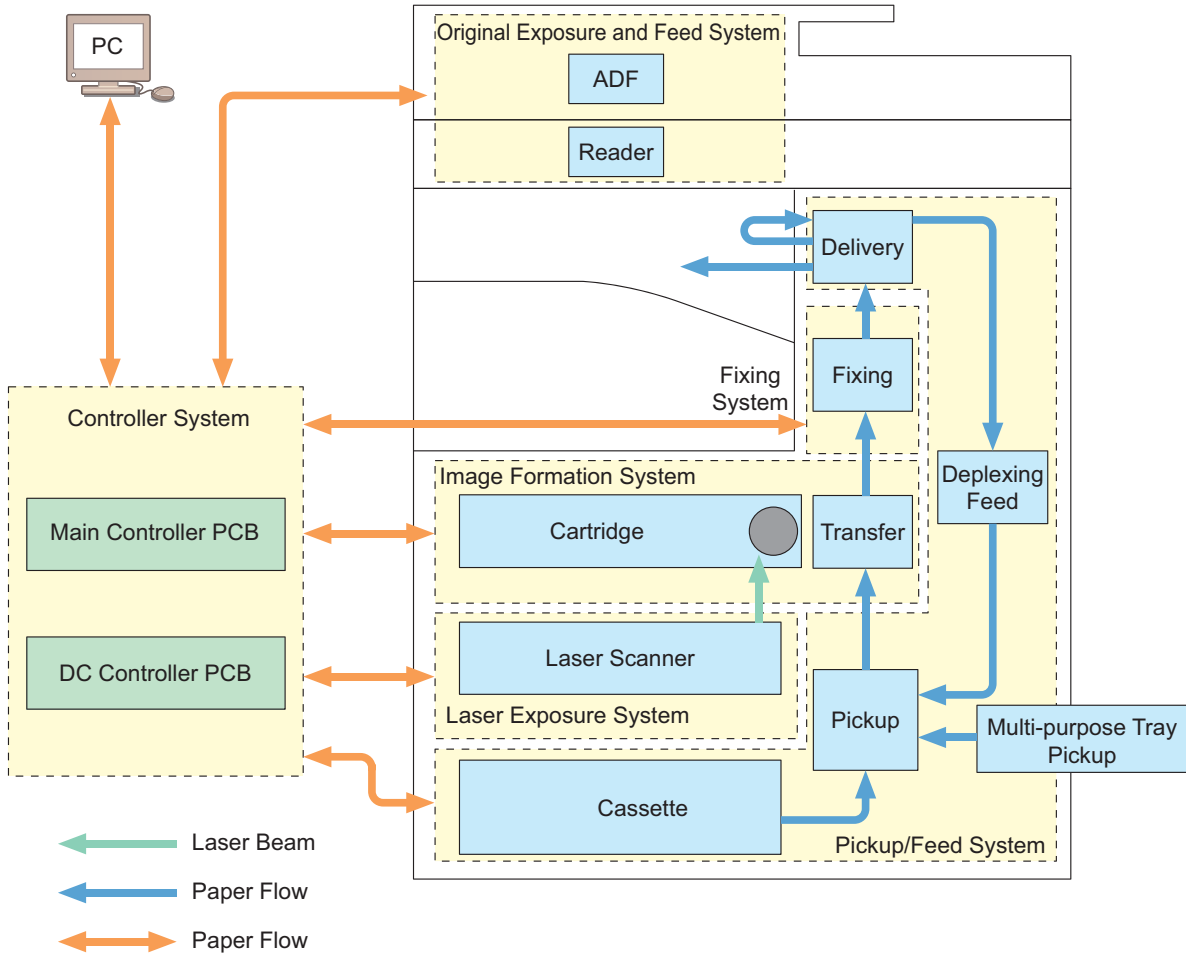 PC
Original Exposure and Feed System
ADF
Reader
Delivery
Fixing
System
Fixing
Controller System
Main Controller PCB
DC Controller PCB
Image Formation System
Cartridge
Transfer
Deplexing
Feed
Laser Scanner
Laser Exposure System
Pickup
Multi-purpose Tray
Pickup
Cassette
Pickup/Feed System
Laser Beam
Paper Flow
Paper Flow